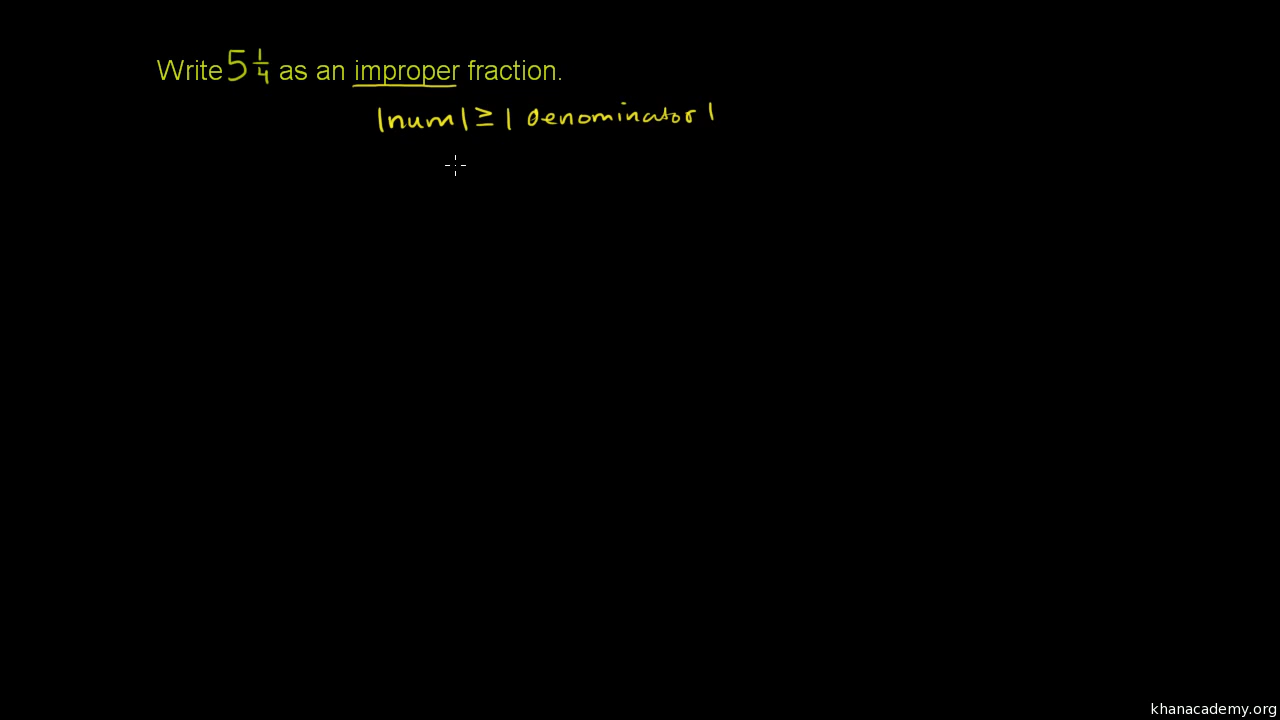 Write 5 1/4 as an improper fraction.
|num| ≥ | denominator |
khanacademy.org